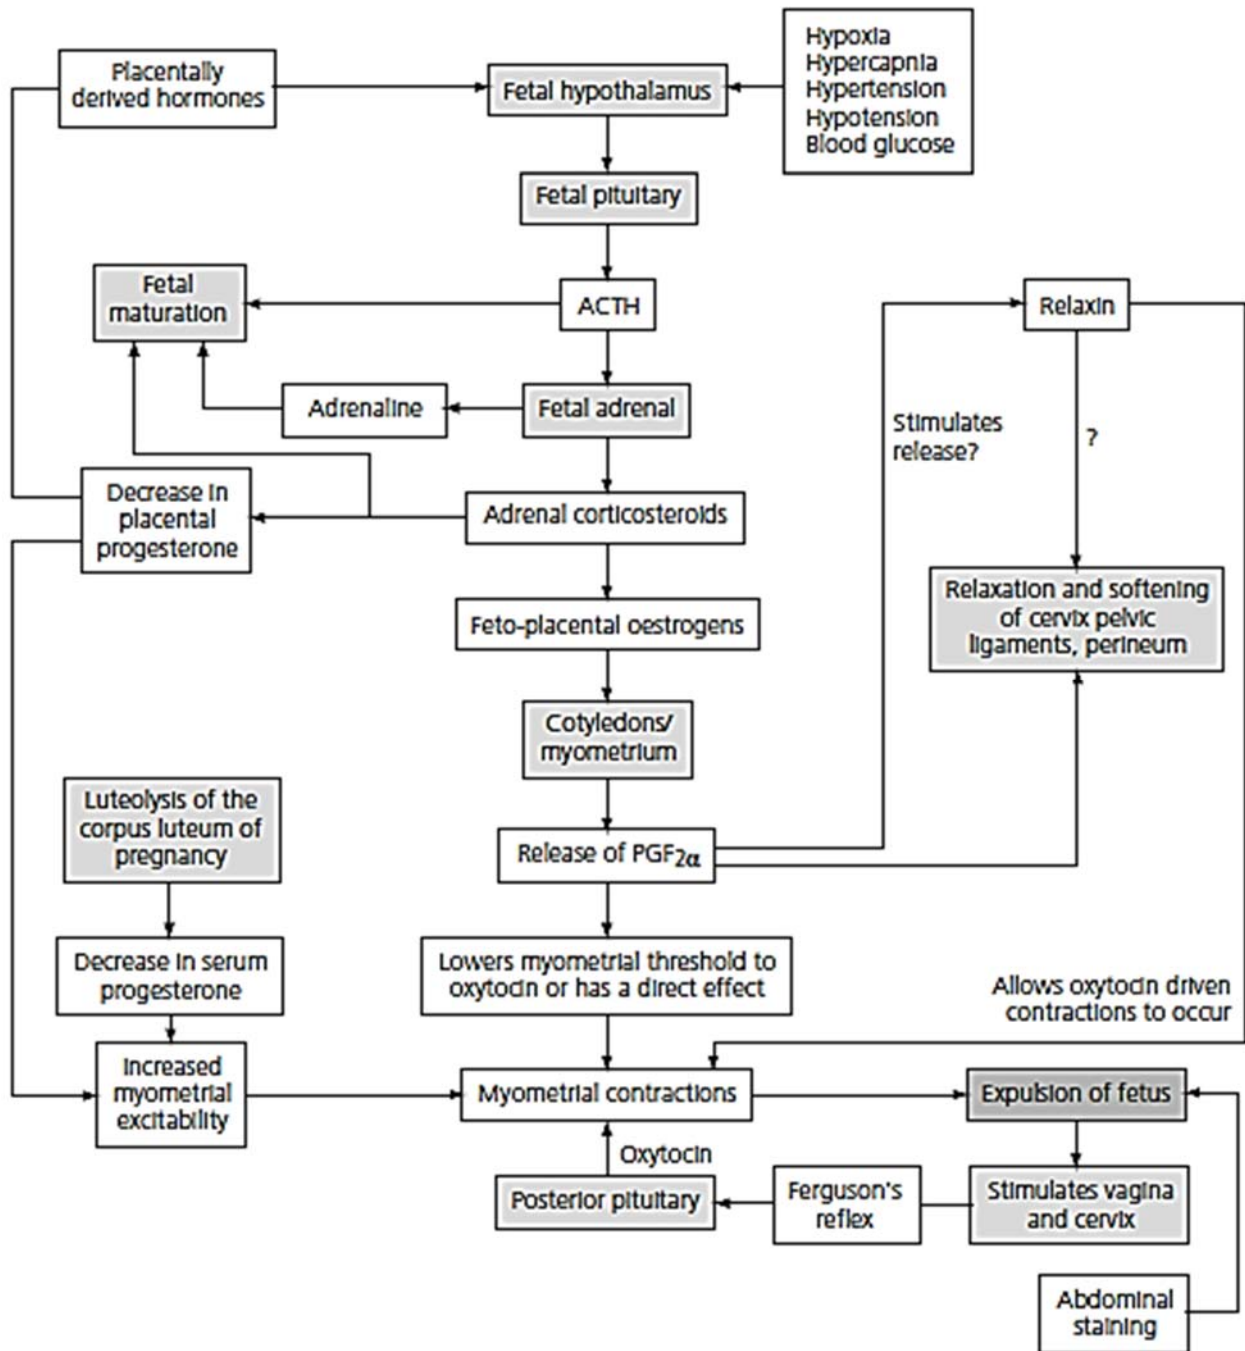 Placentally
derived hormones
Fetal hypothalamus
Hypoxia
Hypercapnia
Hypertension
Hypotension
Blood glucose
Fetal pituitary
Fetal
maturation
ACTH
Relaxin
Adrenaline
Fetal adrenal
Stimulates
release?
?
Decrease in
placental
progesterone
Adrenal corticosteroids
Relaxation and softening
of cervix pelvic
ligaments, perineum
Feto-placental oestrogens
Cotyledons/
myometrium
Luteolysis of the
corpus luteum of
pregnancy
Release of PGF2α
Decrease in serum
progesterone
Lowers myometrial threshold to
oxytocin or has a direct effect
Allows oxytocin driven
contractions to occur
Increased
myometrial
excitability
Myometrial contractions
Expulsion of fetus
Oxytocin
Posterior pituitary
Ferguson's
reflex
Stimulates vagina
and cervix
Abdominal
staining